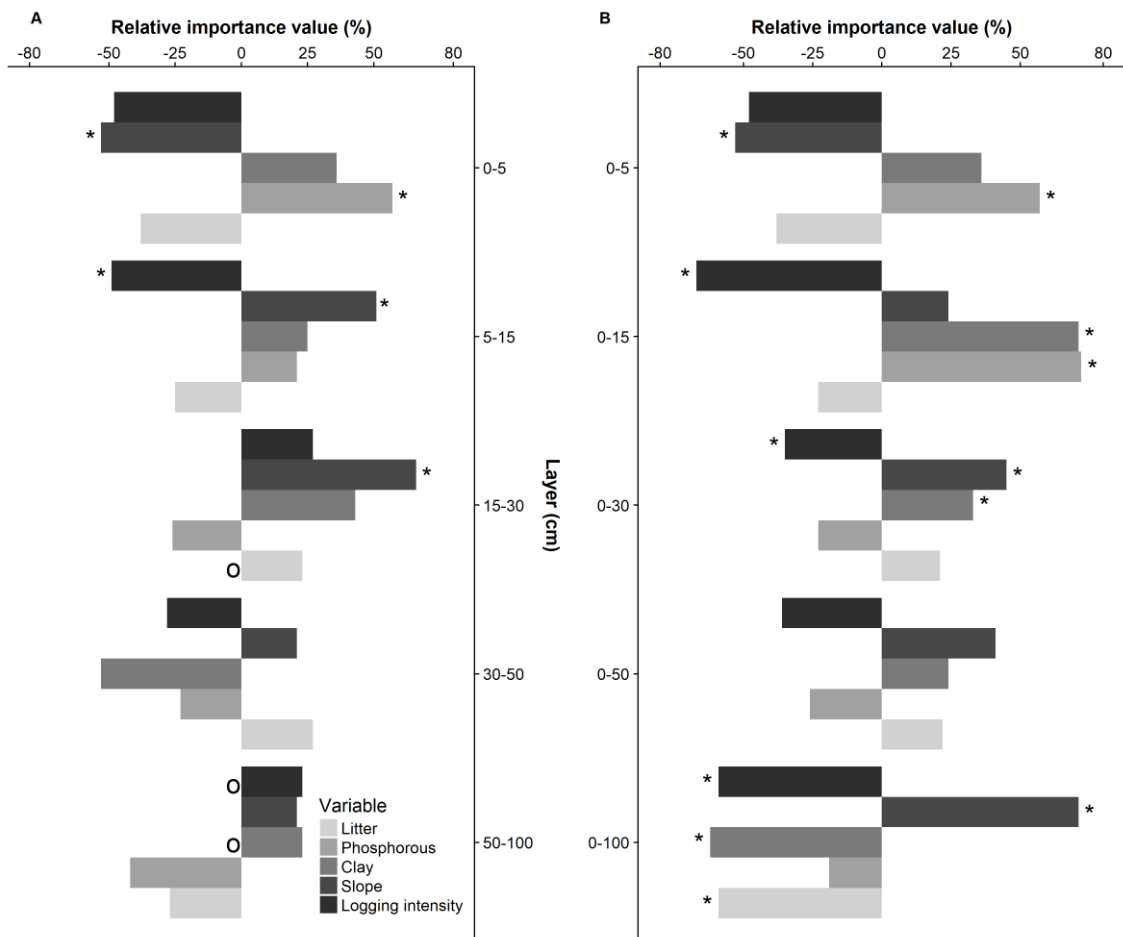 A
Relative importance value (%)
-80 -50 -25 0 25 50 80
*
0-5
*
*
*
5-15
*
15-30
O
30-50
O
O
50-100
Layer (cm)
Variable
Litter
Phosphorous
Clay
Slope
Logging intensity
B
Relative importance value (%)
-80 -50 -25 0 25 50 80
*
0-5
*
*
0-15
*
*
*
*
0-30
*
0-50
*
*
*
0-100
*